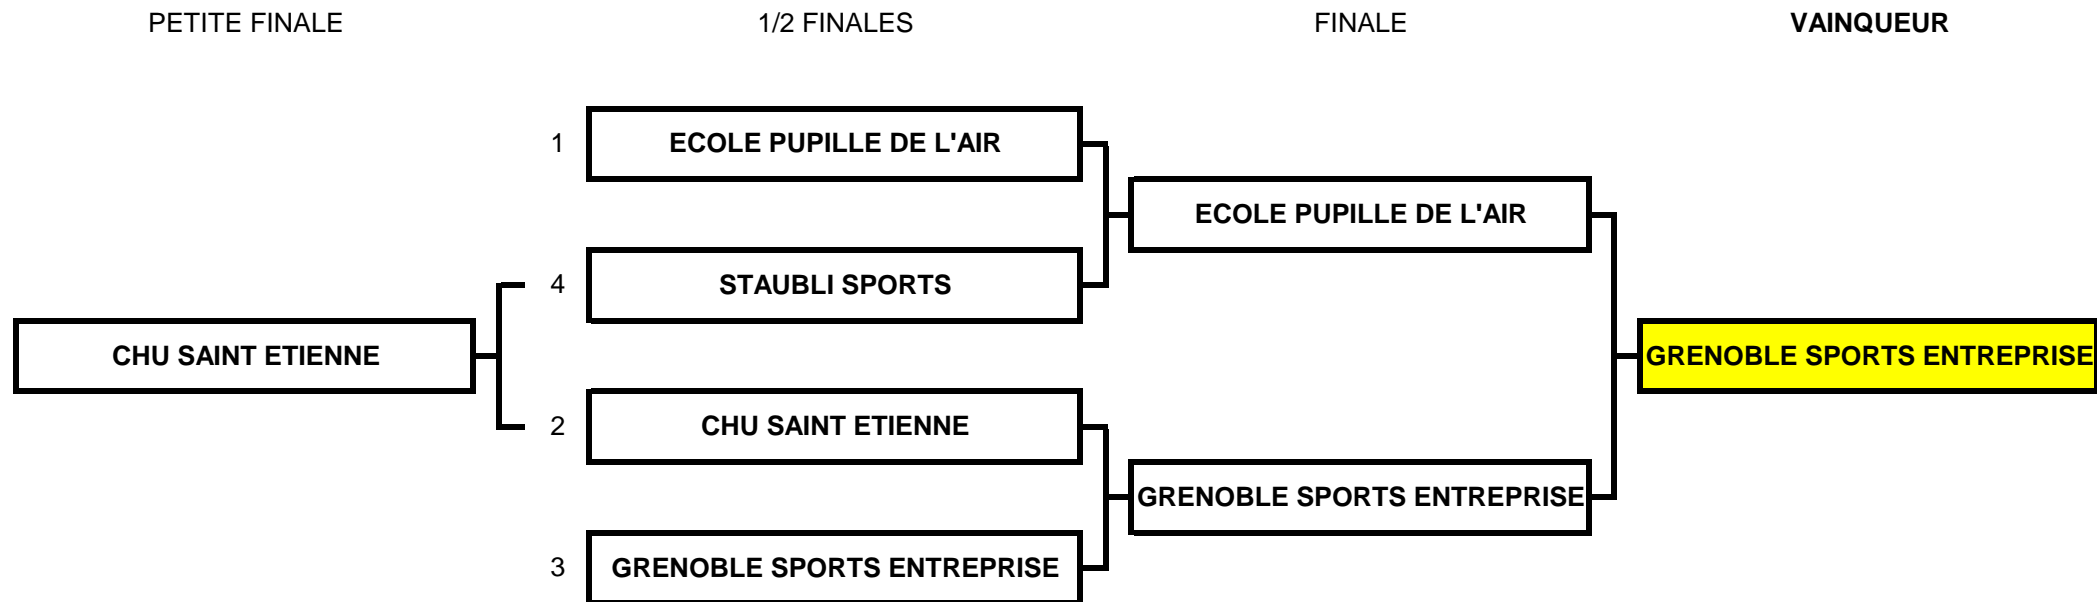 PETITE FINALE 1/2 FINALES FINALE VAINQUEUR
1 ECOLE PUPILLE DE L'AIR
ECOLE PUPILLE DE L'AIR
4 STAUBLI SPORTS
CHU SAINT ETIENNE GRENOBLE SPORTS ENTREPRISE
2 CHU SAINT ETIENNE
GRENOBLE SPORTS ENTREPRISE
3 GRENOBLE SPORTS ENTREPRISE